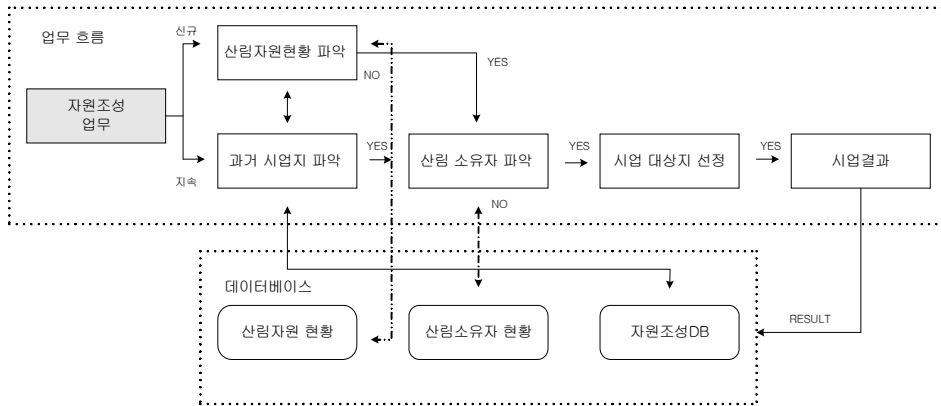 업무 흐름
신규
산림자원현황 파악
NO
YES
자원조성
업무
과거 시업지 파악
YES
산림 소유자 파악
YES
시업 대상지 선정
YES
시업결과
지속
NO
데이터베이스
산림자원 현황
산림소유자 현황
자원조성DB
RESULT